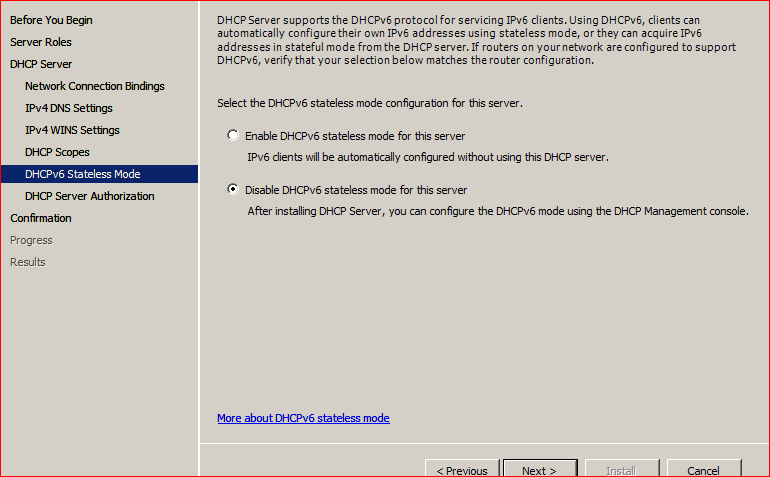 Before You Begin
Server Roles
DHCP Server
Network Connection Bindings
IPv4 DNS Settings
IPv4 WINS Settings
DHCP Scopes
DHCPv6 Stateless Mode
DHCP Server Authorization
Confirmation
Progress
Results
DHCP Server supports the DHCPv6 protocol for servicing IPv6 clients. Using DHCPv6, clients can
automatically configure their own IPv6 addresses using stateless mode, or they can acquire IPv6
addresses in stateful mode from the DHCP server. If routers on your network are configured to support
DHCPv6, verify that your selection below matches the router configuration.
Select the DHCPv6 stateless mode configuration for this server.
Enable DHCPv6 stateless mode for this server
IPv6 clients will be automatically configured without using this DHCP server.
Disable DHCPv6 stateless mode for this server
After installing DHCP Server, you can configure the DHCPv6 mode using the DHCP Management console.
More about DHCPv6 stateless mode
< Previous Next > Install Cancel